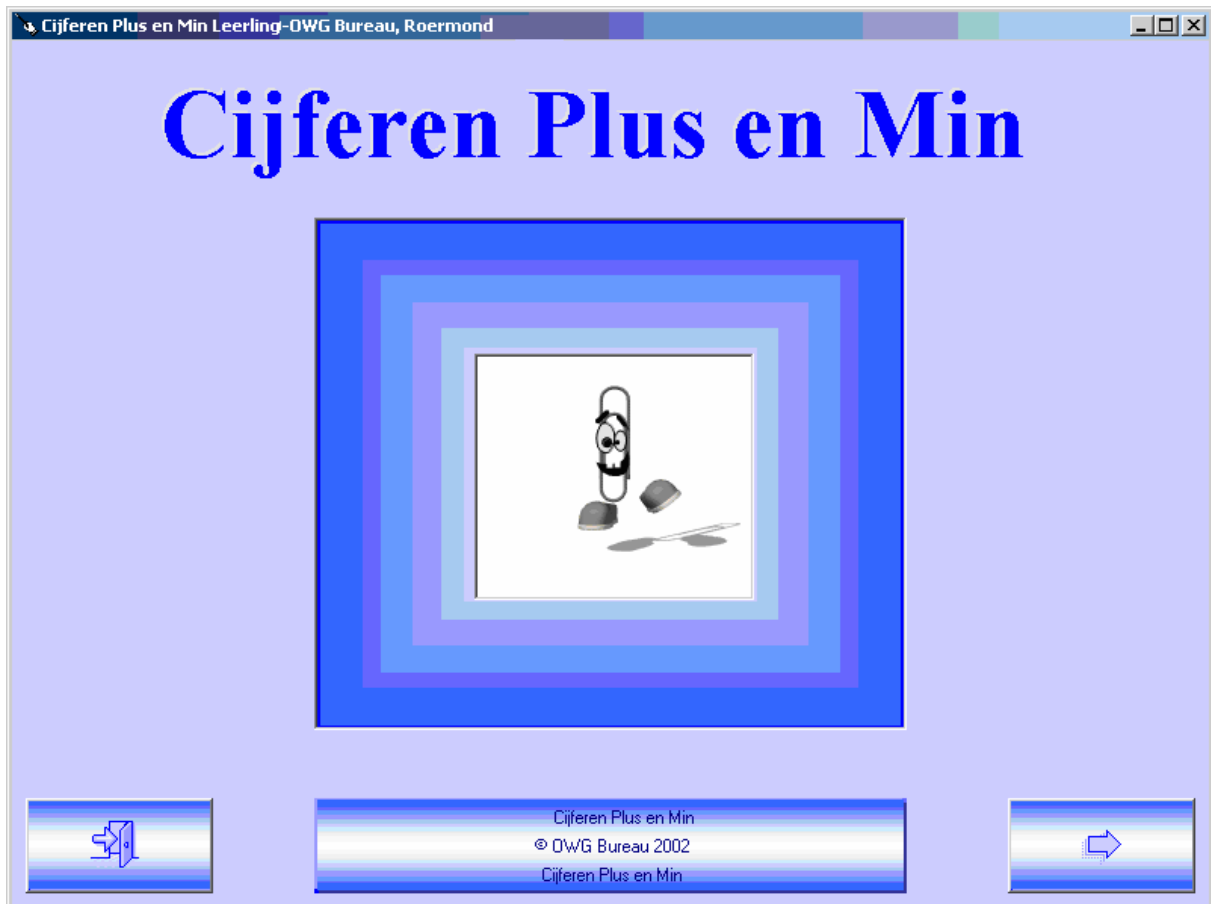 Cijferen Plus en Min Leerling-OWG Bureau, Roermond
Cijferen Plus en Min
Cijferen Plus en Min
© OWG Bureau 2002
Cijferen Plus en Min